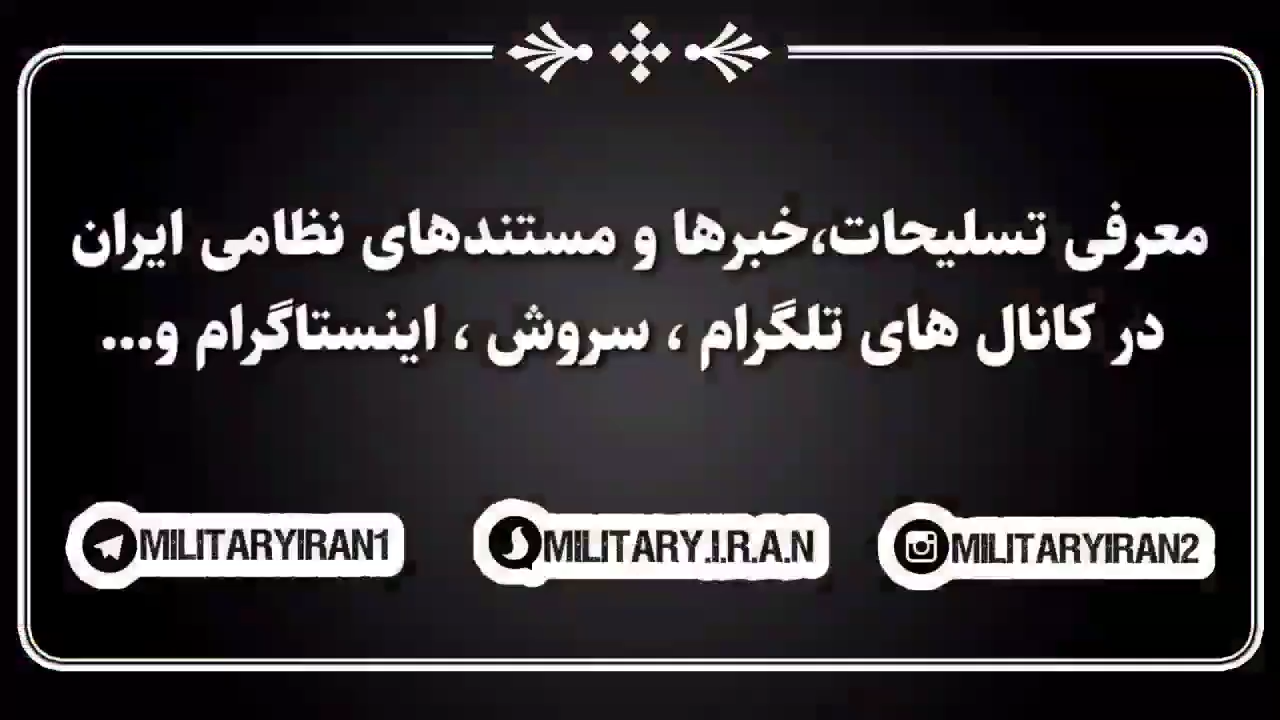 معرفی تسلیحات،خبرها و مستندهای نظامی ایران
در کانال های تلگرام ، سروش ، اینستاگرام و...
MILITARYIRAN1
MILITARY.I.R.A.N
MILITARYIRAN2